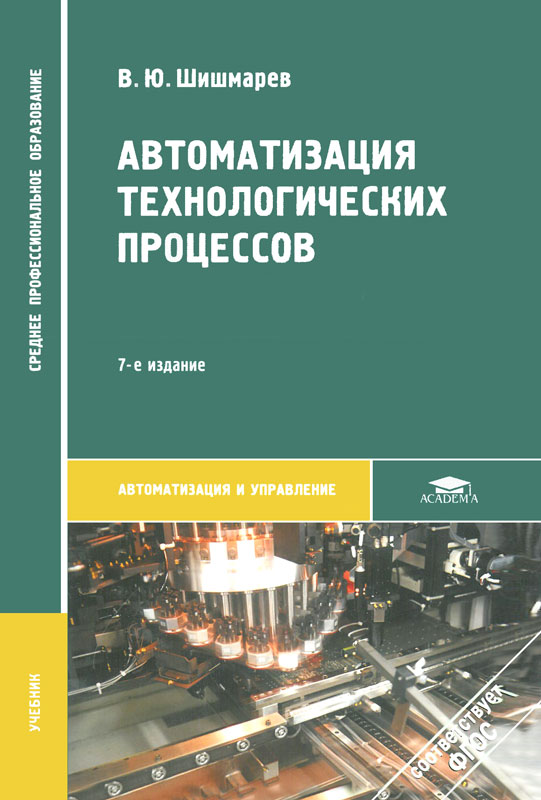 В. Ю. Шишмарев
АВТОМАТИЗАЦИЯ
ТЕХНОЛОГИЧЕСКИХ
ПРОЦЕССОВ
7-е издание
АВТОМАТИЗАЦИЯ И УПРАВЛЕНИЕ
ACADEMA
СРЕДНЕЕ ПРОФЕССИОНАЛЬНОЕ ОБРАЗОВАНИЕ
УЧЕБНИК
соответствует
ФГОС